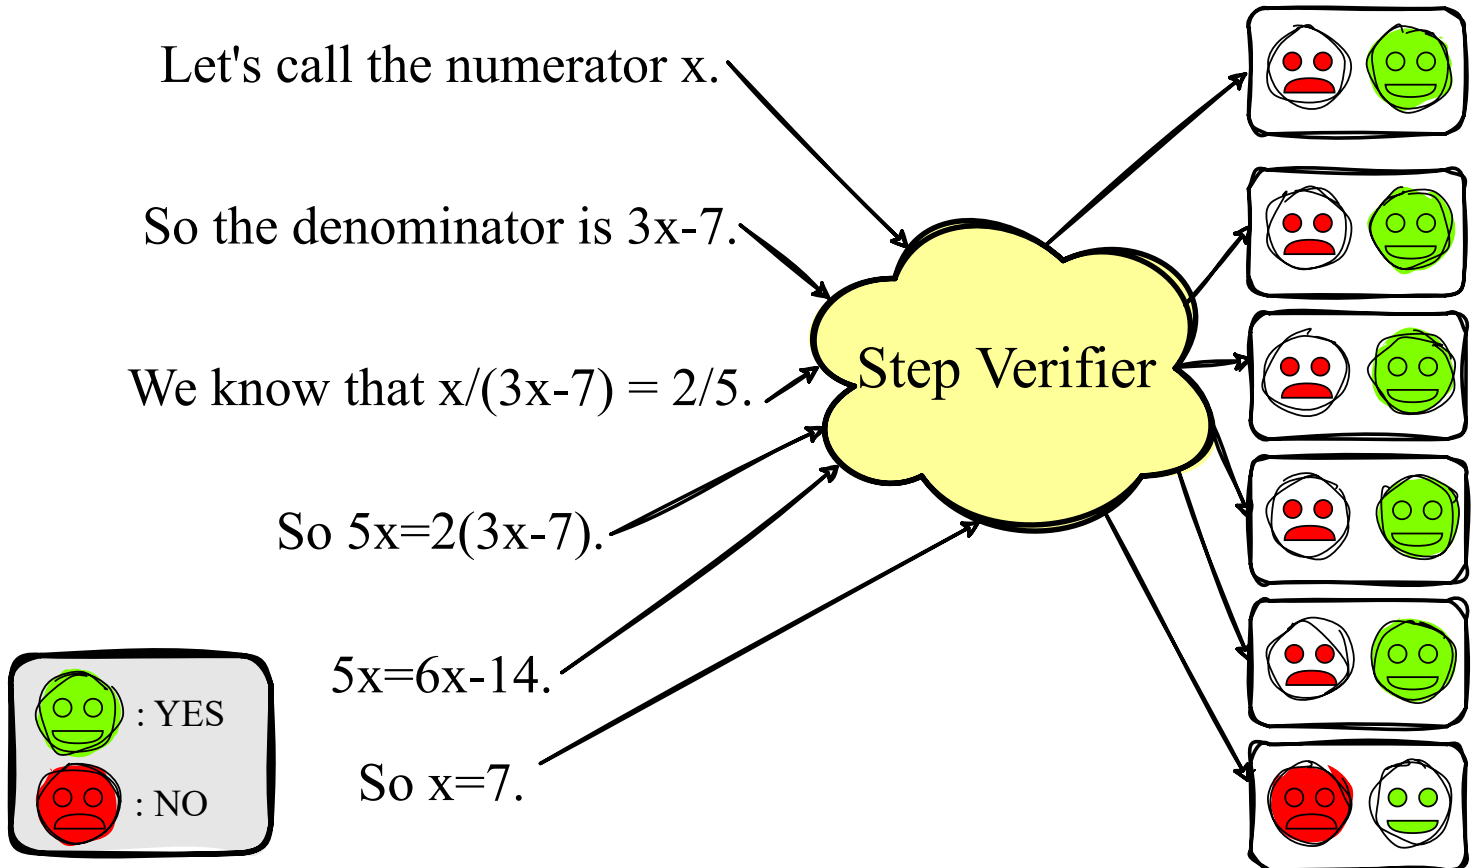 Let's call the numerator x.
So the denominator is 3x-7.
We know that x/(3x-7) = 2/5.
So 5x=2(3x-7).
5x=6x-14.
So x=7.
Step Verifier
: YES
: NO